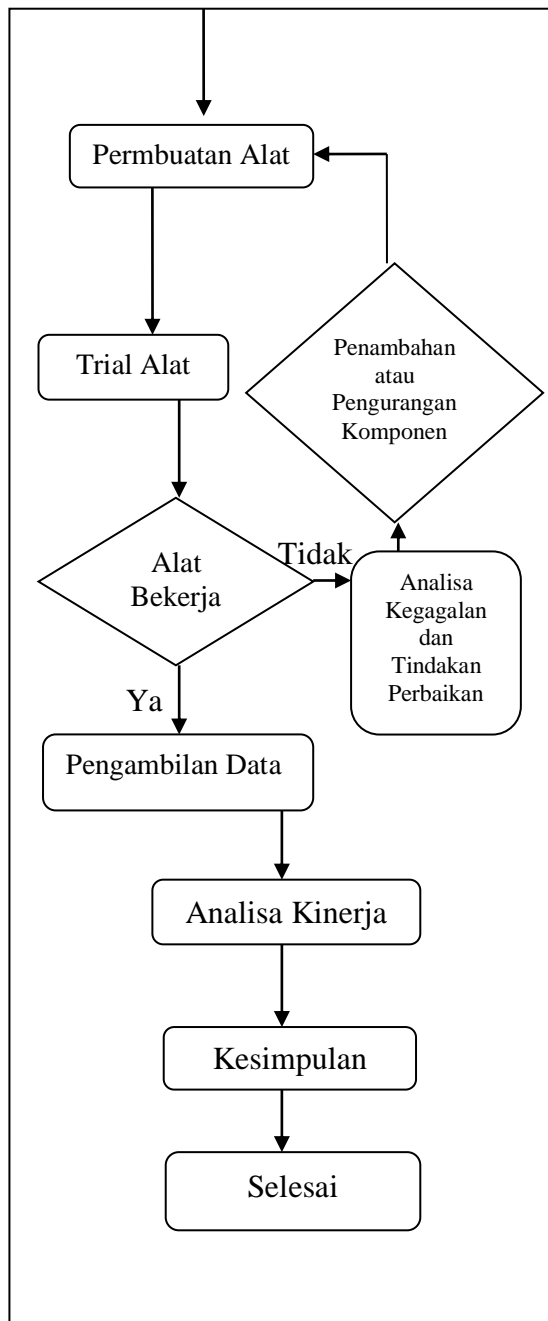 Permbuatan Alat
Trial Alat
Penambahan
atau
Pengurangan
Komponen
Alat
Bekerja
Tidak
Analisa
Kegagalan
dan
Tindakan
Perbaikan
Ya
Pengambilan Data
Analisa Kinerja
Kesimpulan
Selesai